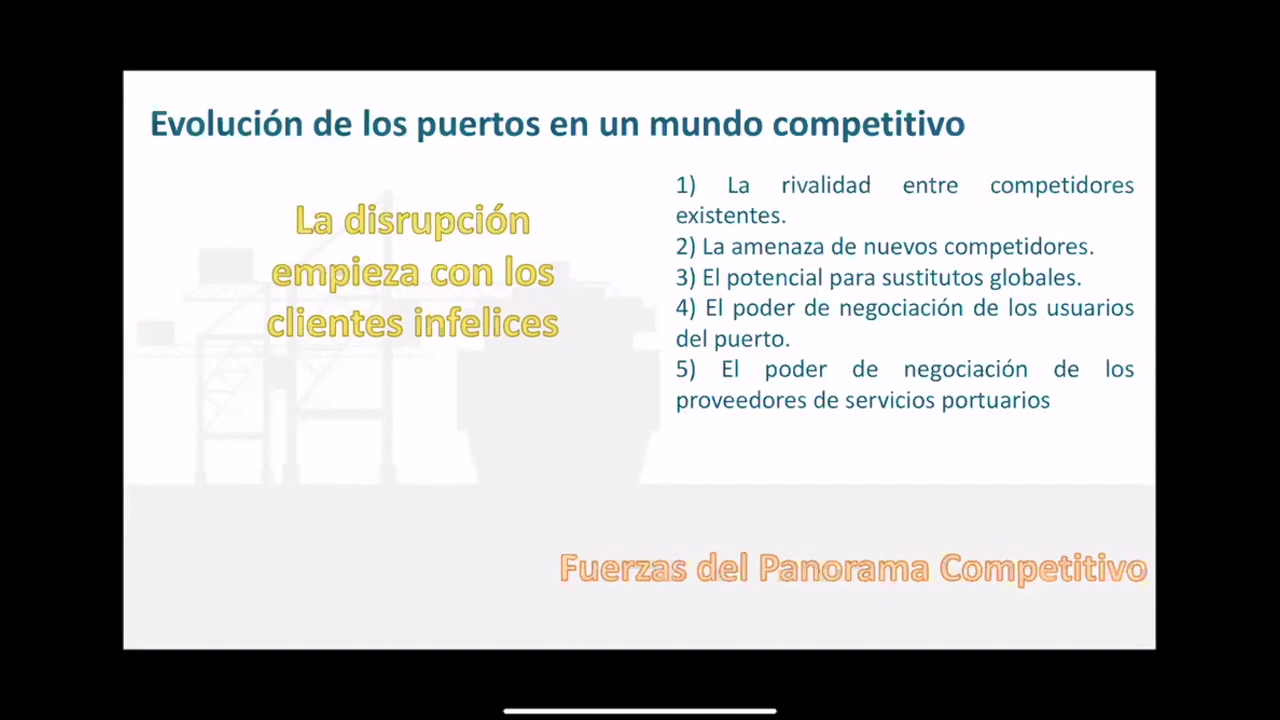 Evolución de los puertos en un mundo competitivo
La disrupción
empieza con los
clientes infelices
1) La rivalidad entre competidores
existentes.
2) La amenaza de nuevos competidores.
3) El potencial para sustitutos globales.
4) El poder de negociación de los usuarios
del puerto.
5) El poder de negociación de los
proveedores de servicios portuarios
Fuerzas del Panorama Competitivo